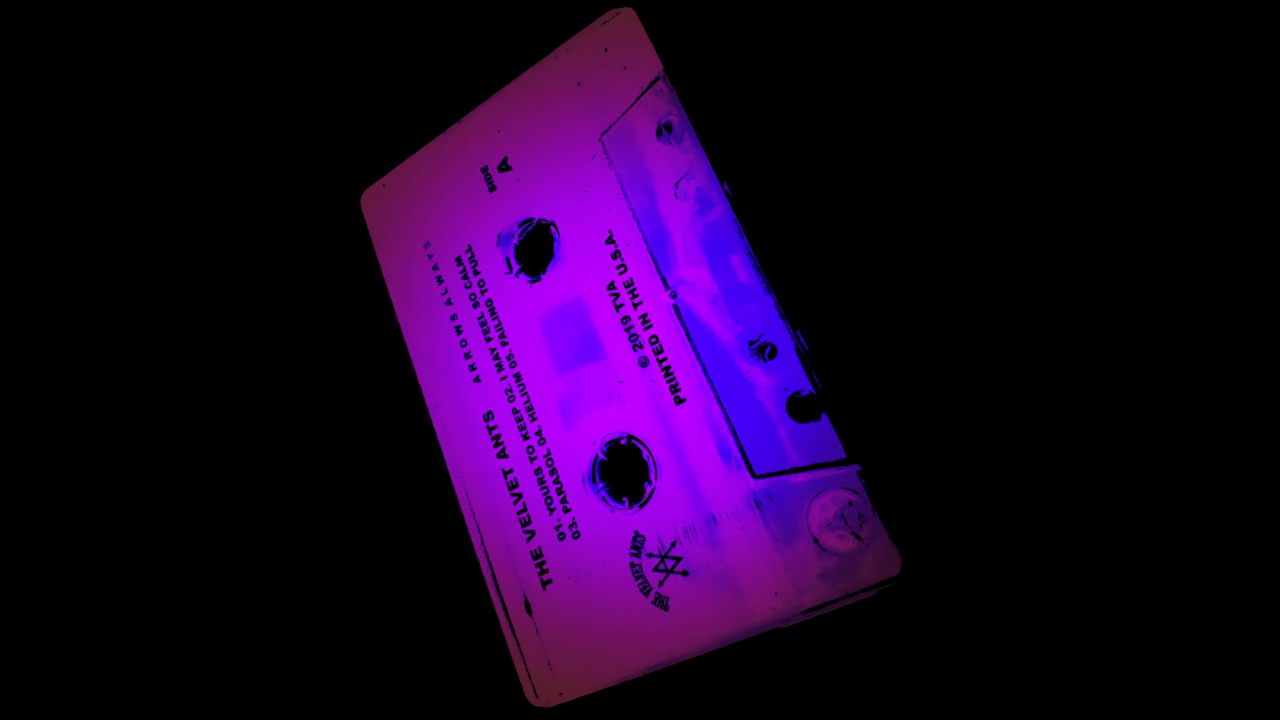 SIDE
A
THE VELVET ANTS ARROWS ALWAYS
01. YOURS TO KEEP 02. I MAY FEEL SO CALM
03. PARASOL 04. HELIUM 05. FAILING TO PULL
© 2019 TVA
PRINTED IN THE U.S.A.
THE VELVET ANTS